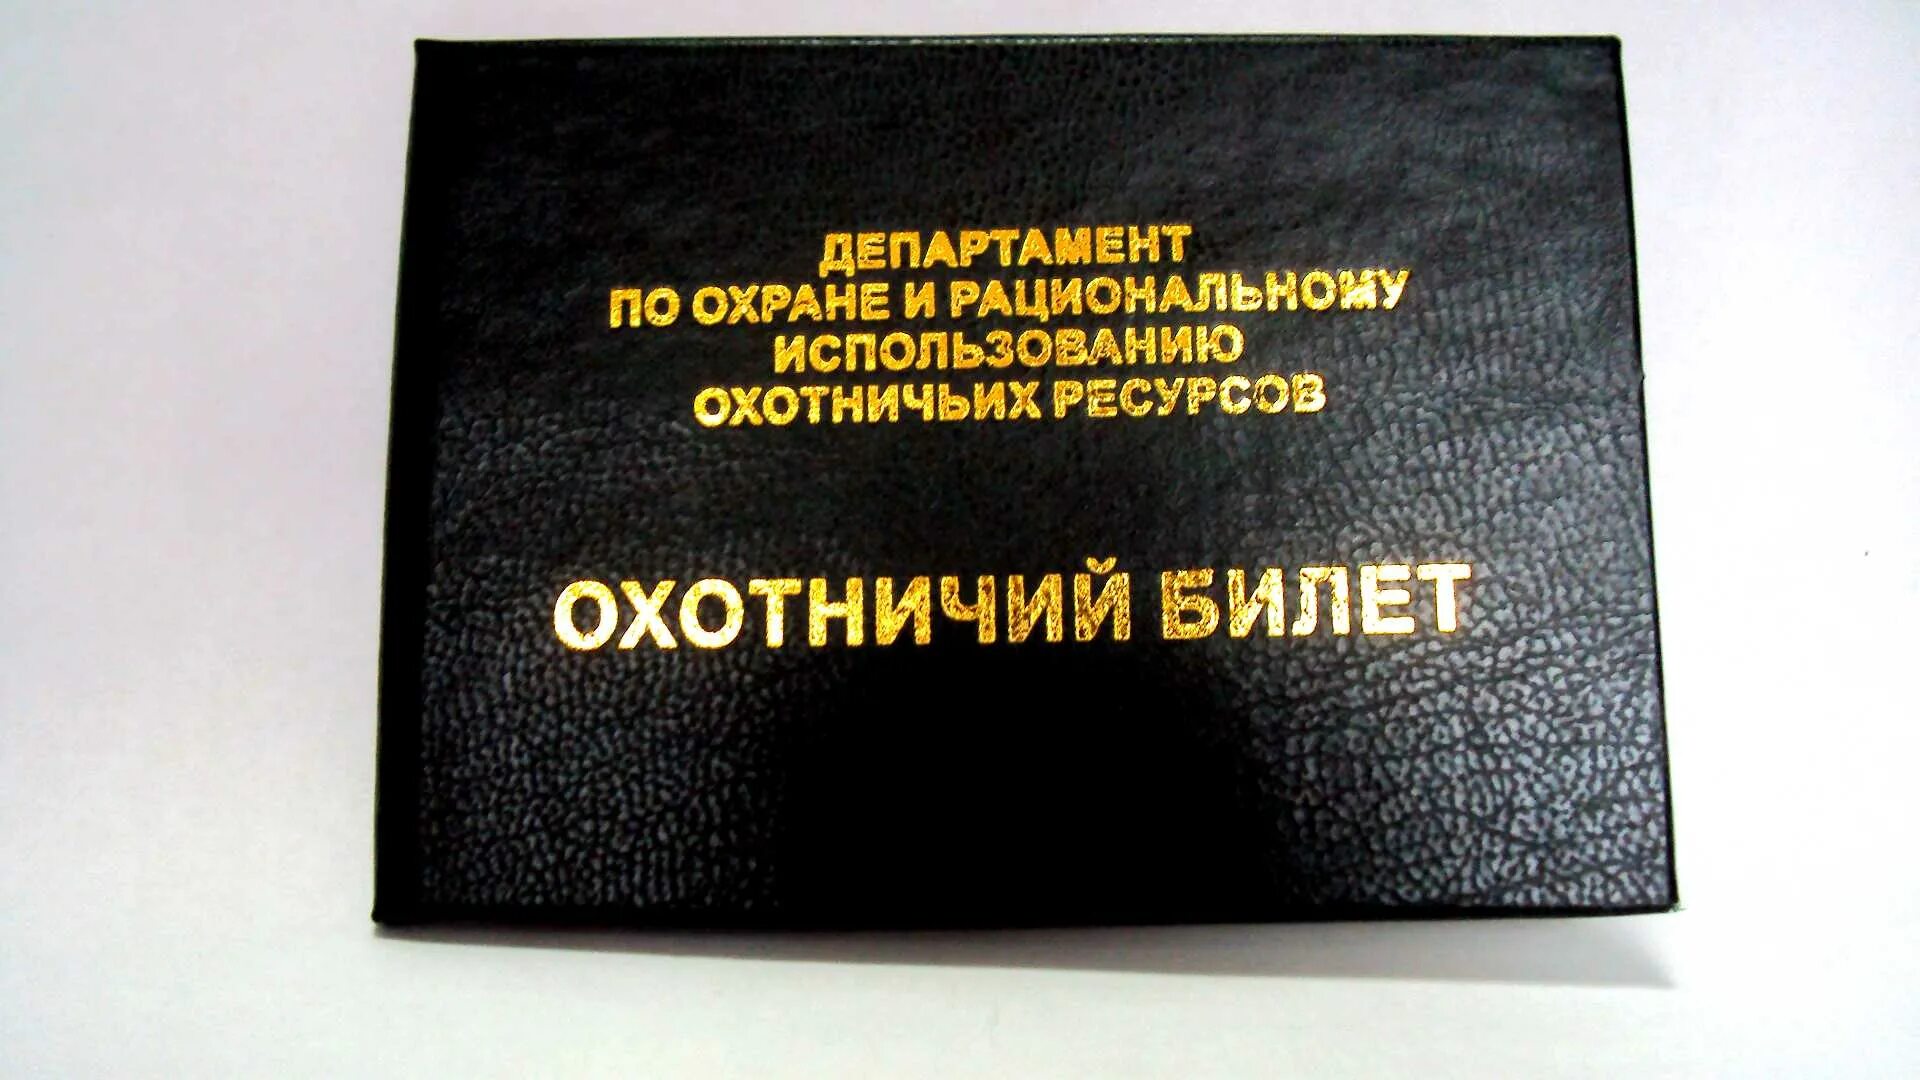 ДЕПАРТАМЕНТ
ПО ОХРАНЕ И РАЦИОНАЛЬНОМУ
ИСПОЛЬЗОВАНИЮ
ОХОТНИЧЬИХ РЕСУРСОВ
ОХОТНИЧИЙ БИЛЕТ